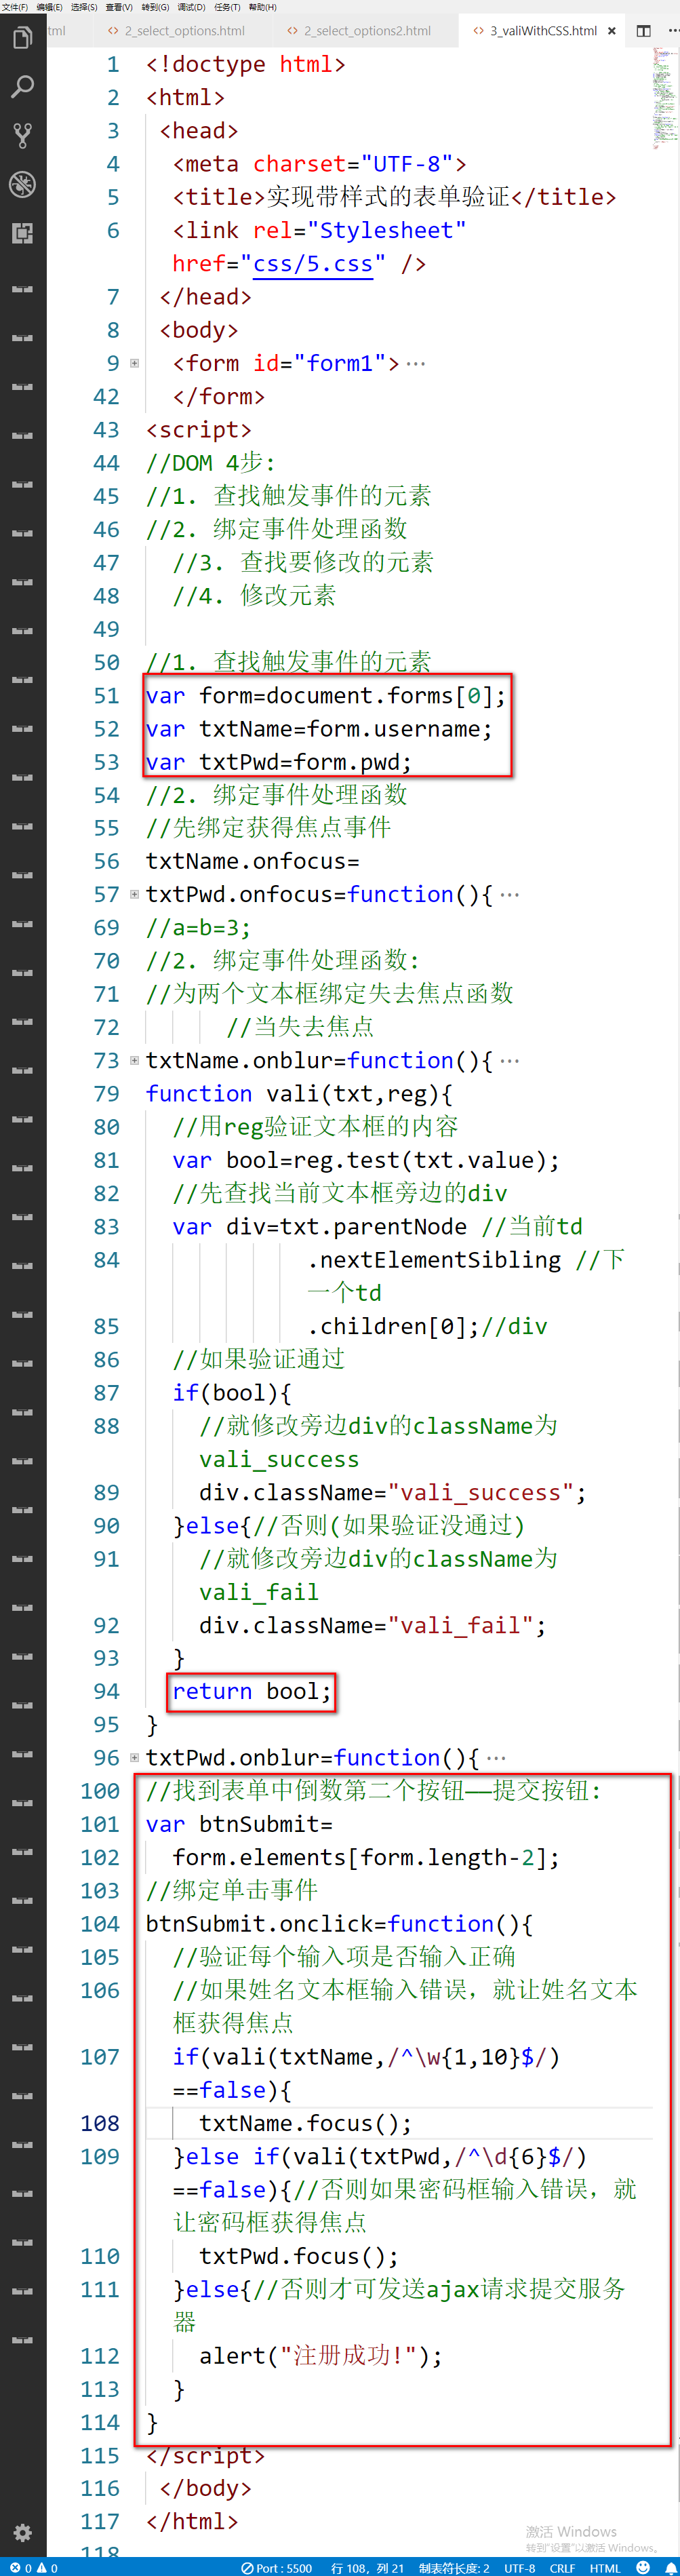 文件(F) 编辑(E) 选择(S) 查看(V) 转到(G) 调试(D) 任务(T) 帮助(H)
tml 2_select_options.html 2_select_options2.html 3_valiWithCSS.html
1 <!doctype html>
2 <html>
3 <head>
4 <meta charset="UTF-8">
5 <title>实现带样式的表单验证</title>
6 <link rel="Stylesheet"
href="css/5.css" />
7 </head>
8 <body>
9 <form id="form1">···
42 </form>
43 <script>
44 //DOM 4步:
45 //1. 查找触发事件的元素
46 //2. 绑定事件处理函数
47 //3. 查找要修改的元素
48 //4. 修改元素
49
50 //1. 查找触发事件的元素
51 var form=document.forms[0];
52 var txtName=form.username;
53 var txtPwd=form.pwd;
54 //2. 绑定事件处理函数
55 //先绑定获得焦点事件
56 txtName.onfocus=
57 txtPwd.onfocus=function(){···
69 //a=b=3;
70 //2. 绑定事件处理函数:
71 //为两个文本框绑定失去焦点函数
72 //当失去焦点
73 txtName.onblur=function(){···
79 function vali(txt,reg){
80 //用reg验证文本框的内容
81 var bool=reg.test(txt.value);
82 //先查找当前文本框旁边的div
83 var div=txt.parentNode //当前td
84 .nextElementSibling //下
一个td
85 .children[0];//div
86 //如果验证通过
87 if(bool){
88 //就修改旁边div的className为
vali_success
89 div.className="vali_success";
90 }else{//否则(如果验证没通过)
91 //就修改旁边div的className为
vali_fail
92 div.className="vali_fail";
93 }
94 return bool;
95 }
96 txtPwd.onblur=function(){···
100 //找到表单中倒数第二个按钮——提交按钮:
101 var btnSubmit=
102 form.elements[form.length-2];
103 //绑定单击事件
104 btnSubmit.onclick=function(){
105 //验证每个输入项是否输入正确
106 //如果姓名文本框输入错误，就让姓名文本
框获得焦点
107 if(vali(txtName,/^\w{1,10}$/)
==false){
108 txtName.focus();
109 }else if(vali(txtPwd,/^\d{6}$/)
==false){//否则如果密码框输入错误，就
让密码框获得焦点
110 txtPwd.focus();
111 }else{//否则才可发送ajax请求提交服务
器
112 alert("注册成功!");
113 }
114 }
115 </script>
116 </body>
117 </html>
118
激活 Windows
转到"设置"以激活 Windows。
0 0 Port : 5500 行 108，列 21 制表符长度: 2 UTF-8 CRLF HTML